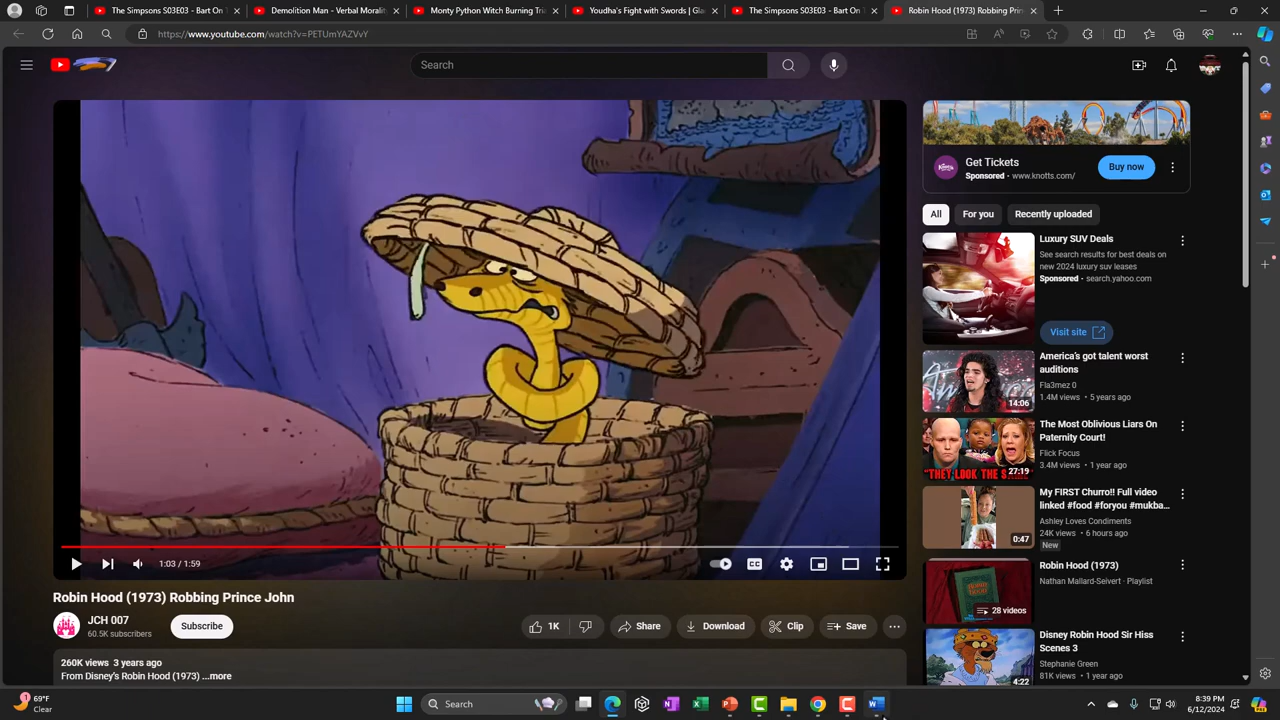 The Simpsons S03E03 - Bart On
Demolition Man - Verbal Moralit
Monty Python Witch Burning Tria
Youdha's Fight with Swords | Gla
The Simpsons S03E03 - Bart On
Robin Hood (1973) Robbing Prin
https://www.youtube.com/watch?v=PETUmYAZVvY
Search
Get Tickets
Sponsored · www.knotts.com/
Buy now
All
For you
Recently uploaded
Luxury SUV Deals
See search results for best deals on
new 2024 luxury suv leases
Sponsored · search.yahoo.com
Visit site
America's got talent worst
auditions
Fla3mez 0
1.4M views · 5 years ago
14:06
The Most Obvious Liars On
Paternity Court!
Flick Focus
3.4M views · 1 year ago
"THEY LOOK THE S
27:19
My FIRST Churro!! Full video
linked #food #foryou #mukba...
Ashley Loves Condiments
24K views · 6 hours ago
New
0:47
Robin Hood (1973)
Nathan Mallard-Seivert · Playlist
28 videos
Disney Robin Hood Sir Hiss
Scenes 3
Stephanie Green
81K views · 1 year ago
4:22
1:03 / 1:59
CC
Robin Hood (1973) Robbing Prince John
JCH 007
60.5K subscribers
Subscribe
1K
Share
Download
Clip
Save
260K views 3 years ago
From Disney's Robin Hood (1973) ...more
69°F
Clear
Search
8:39 PM
6/12/2024